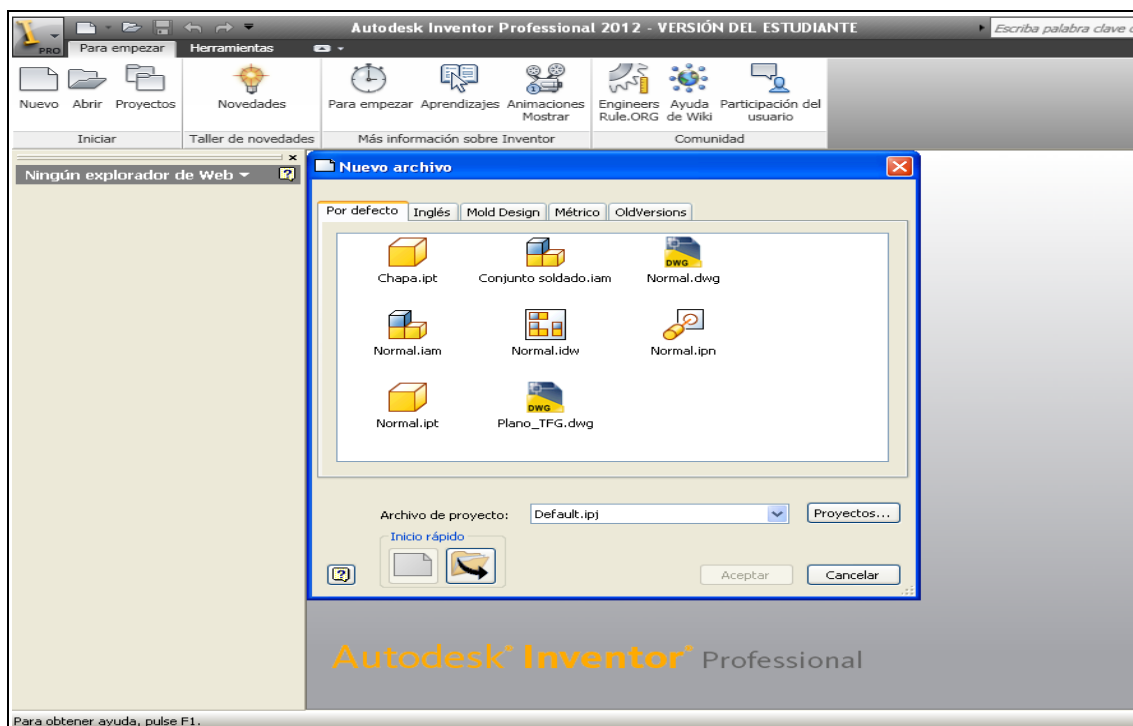 Autodesk Inventor Professional 2012 - VERSIÓN DEL ESTUDIANTE
Escriba palabra clave
PRO
Para empezar Herramientas
Nuevo Abrir Proyectos
Novedades
Para empezar Aprendizajes Animaciones Mostrar
Engineers Rule.ORG Ayuda de Wiki Participación del usuario
Iniciar Taller de novedades Más información sobre Inventor Comunidad
Ningún explorador de Web
Nuevo archivo
Por defecto Inglés Mold Design Métrico OldVersions
DWG
Chapa.ipt Conjunto soldado.iam Normal.dwg
Normal.iam Normal.idw Normal.ipn
DWG
Normal.ipt Plano_TFG.dwg
Archivo de proyecto: Default.ipj Proyectos...
Inicio rápido
Aceptar Cancelar
Autodesk® Inventor® Professional
Para obtener ayuda, pulse F1.